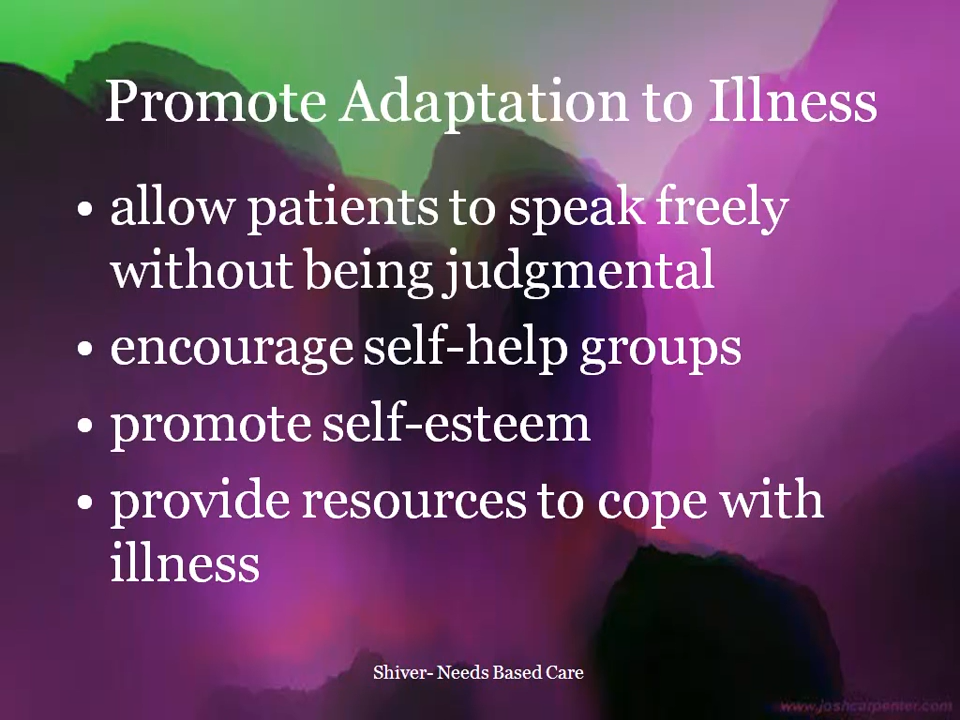 Promote Adaptation to Illness
• allow patients to speak freely
without being judgmental
• encourage self-help groups
• promote self-esteem
• provide resources to cope with
illness
Shiver- Needs Based Care
www.joshcarpenter.com